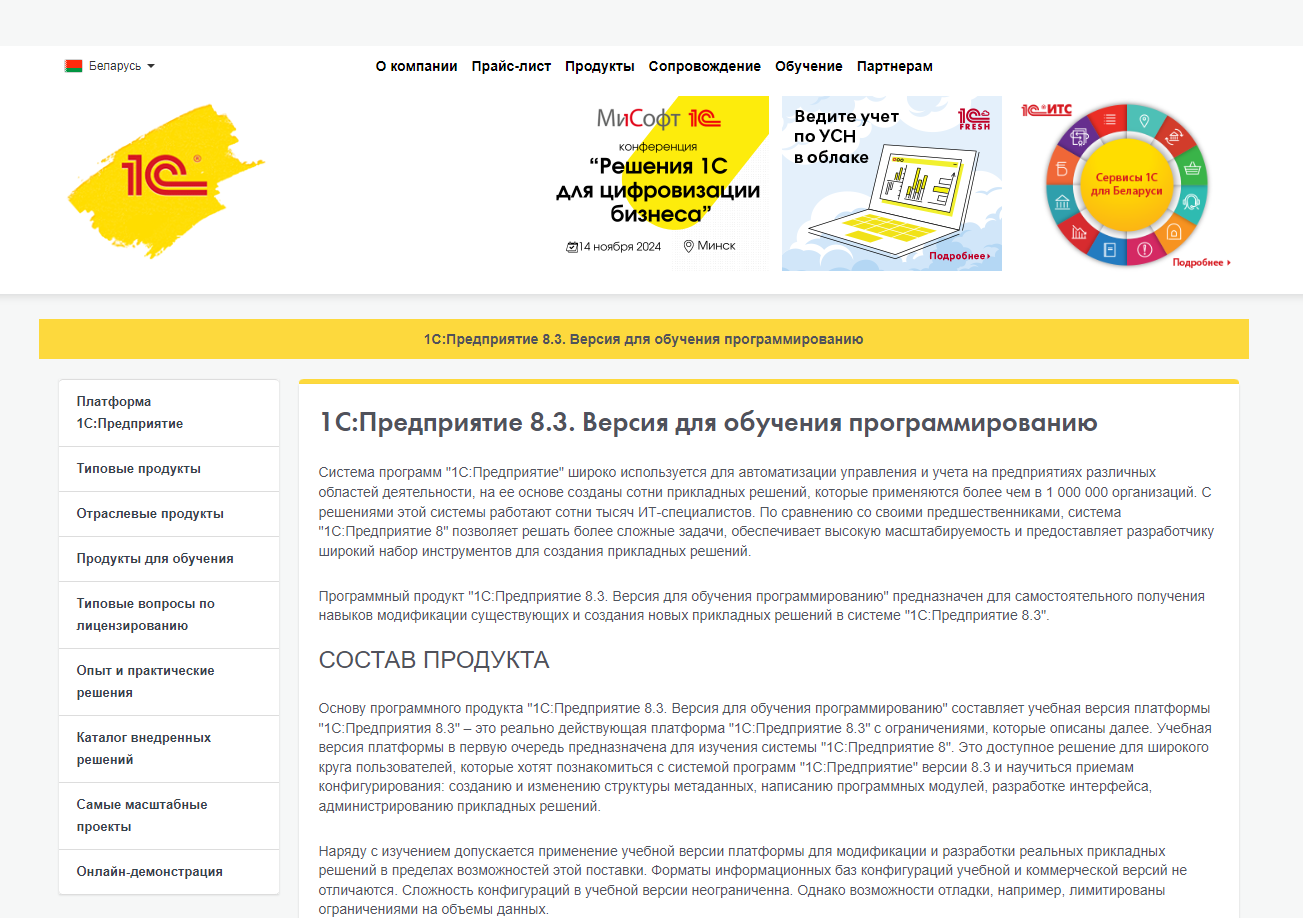 Беларусь
О компании Прайс-лист Продукты Сопровождение Обучение Партнерам
1С®
МиСофт 1С
конференция
“Решения 1С
для цифровизации
бизнеса”
14 ноября 2024 Минск
Ведите учет
по УСН
в облаке
1С
FRESH
Подробнее
1С®ИТС
Сервисы 1С
для Беларуси
Подробнее
1С:Предприятие 8.3. Версия для обучения программированию
Платформа
1С:Предприятие
Типовые продукты
Отраслевые продукты
Продукты для обучения
Типовые вопросы по
лицензированию
Опыт и практические
решения
Каталог внедренных
решений
Самые масштабные
проекты
Онлайн-демонстрация
1С:Предприятие 8.3. Версия для обучения программированию
Система программ "1С:Предприятие" широко используется для автоматизации управления и учета на предприятиях различных
областей деятельности, на ее основе созданы сотни прикладных решений, которые применяются более чем в 1 000 000 организаций. С
решениями этой системы работают сотни тысяч ИТ-специалистов. По сравнению со своими предшественниками, система
"1С:Предприятие 8" позволяет решать более сложные задачи, обеспечивает высокую масштабируемость и предоставляет разработчику
широкий набор инструментов для создания прикладных решений.
Программный продукт "1С:Предприятие 8.3. Версия для обучения программированию" предназначен для самостоятельного получения
навыков модификации существующих и создания новых прикладных решений в системе "1С:Предприятие 8.3".
СОСТАВ ПРОДУКТА
Основу программного продукта "1С:Предприятие 8.3. Версия для обучения программированию" составляет учебная версия платформы
"1С:Предприятия 8.3" – это реально действующая платформа "1С:Предприятие 8.3" с ограничениями, которые описаны далее. Учебная
версия платформы в первую очередь предназначена для изучения системы "1С:Предприятие 8". Это доступное решение для широкого
круга пользователей, которые хотят познакомиться с системой программ "1С:Предприятие" версии 8.3 и научиться приемам
конфигурирования: созданию и изменению структуры метаданных, написанию программных модулей, разработке интерфейса,
администрированию прикладных решений.
Наряду с изучением допускается применение учебной версии платформы для модификации и разработки реальных прикладных
решений в пределах возможностей этой поставки. Форматы информационных баз конфигураций учебной и коммерческой версий не
отличаются. Сложность конфигураций в учебной версии неограниченна. Однако возможности отладки, например, лимитированы
ограничениями на объемы данных.